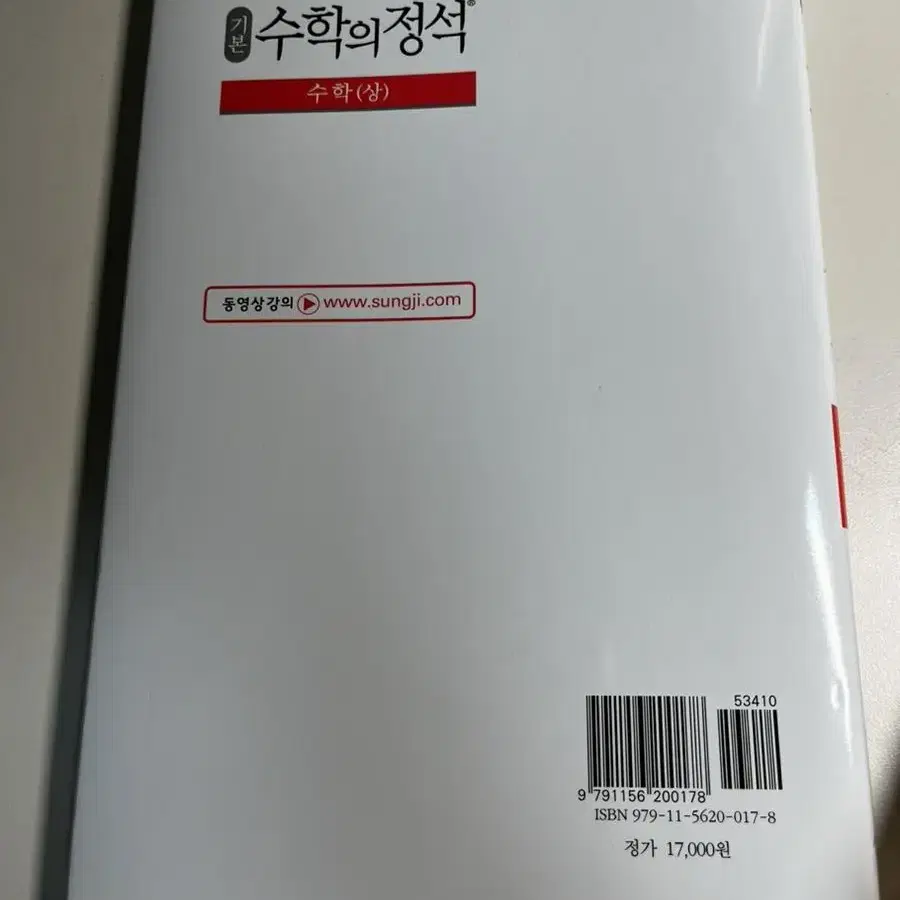 기본 수학의 정석®
수학(상)
동영상강의 www.sungji.com
53410
9 791156 200178
ISBN 979-11-5620-017-8
정가 17,000원